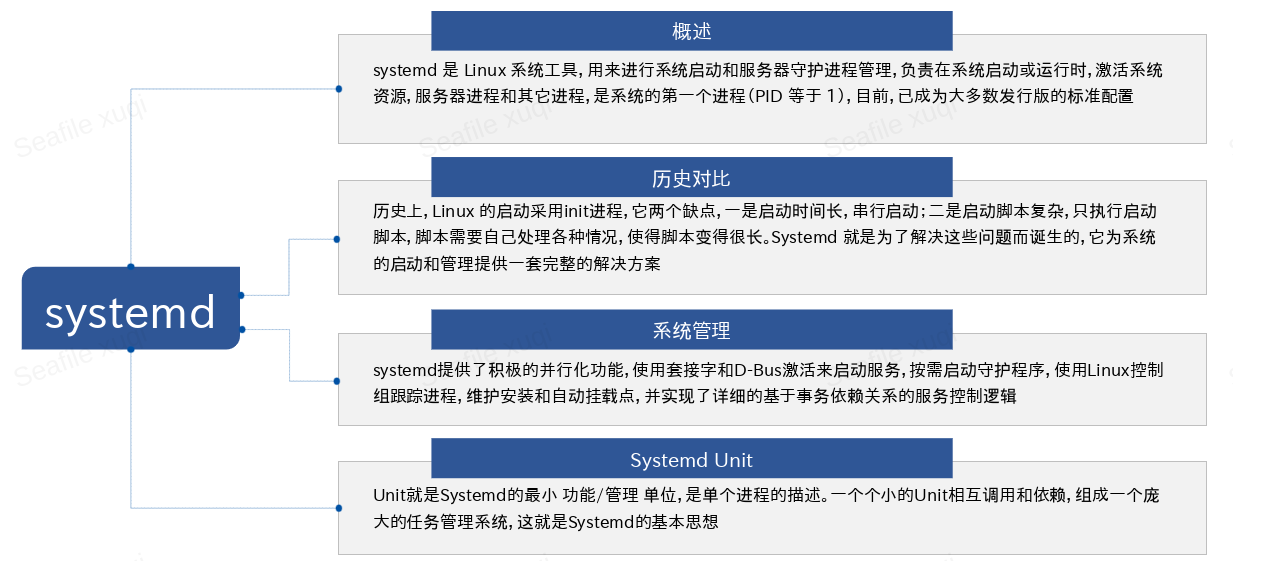 概述
systemd 是 Linux 系统工具，用来进行系统启动和服务器守护进程管理，负责在系统启动或运行时，激活系统
资源，服务器进程和其它进程，是系统的第一个进程（PID 等于 1），目前，已成为大多数发行版的标准配置
历史对比
历史上，Linux 的启动采用init进程，它两个缺点，一是启动时间长，串行启动；二是启动脚本复杂，只执行启动
脚本，脚本需要自己处理各种情况，使得脚本变得很长。Systemd 就是为了解决这些问题而诞生的，它为系统
的启动和管理提供一套完整的解决方案
systemd
系统管理
systemd提供了积极的并行化功能，使用套接字和D-Bus激活来启动服务，按需启动守护程序，使用Linux控制
组跟踪进程，维护安装和自动挂载点，并实现了详细的基于事务依赖关系的服务控制逻辑
Systemd Unit
Unit就是Systemd的最小 功能/管理 单位，是单个进程的描述。一个个小的Unit相互调用和依赖，组成一个庞
大的任务管理系统，这就是Systemd的基本思想
Seafile xuqi
Seafile xuqi
Seafile xuqi
Seafile xuqi
Seafile xuqi
Seafile xuqi